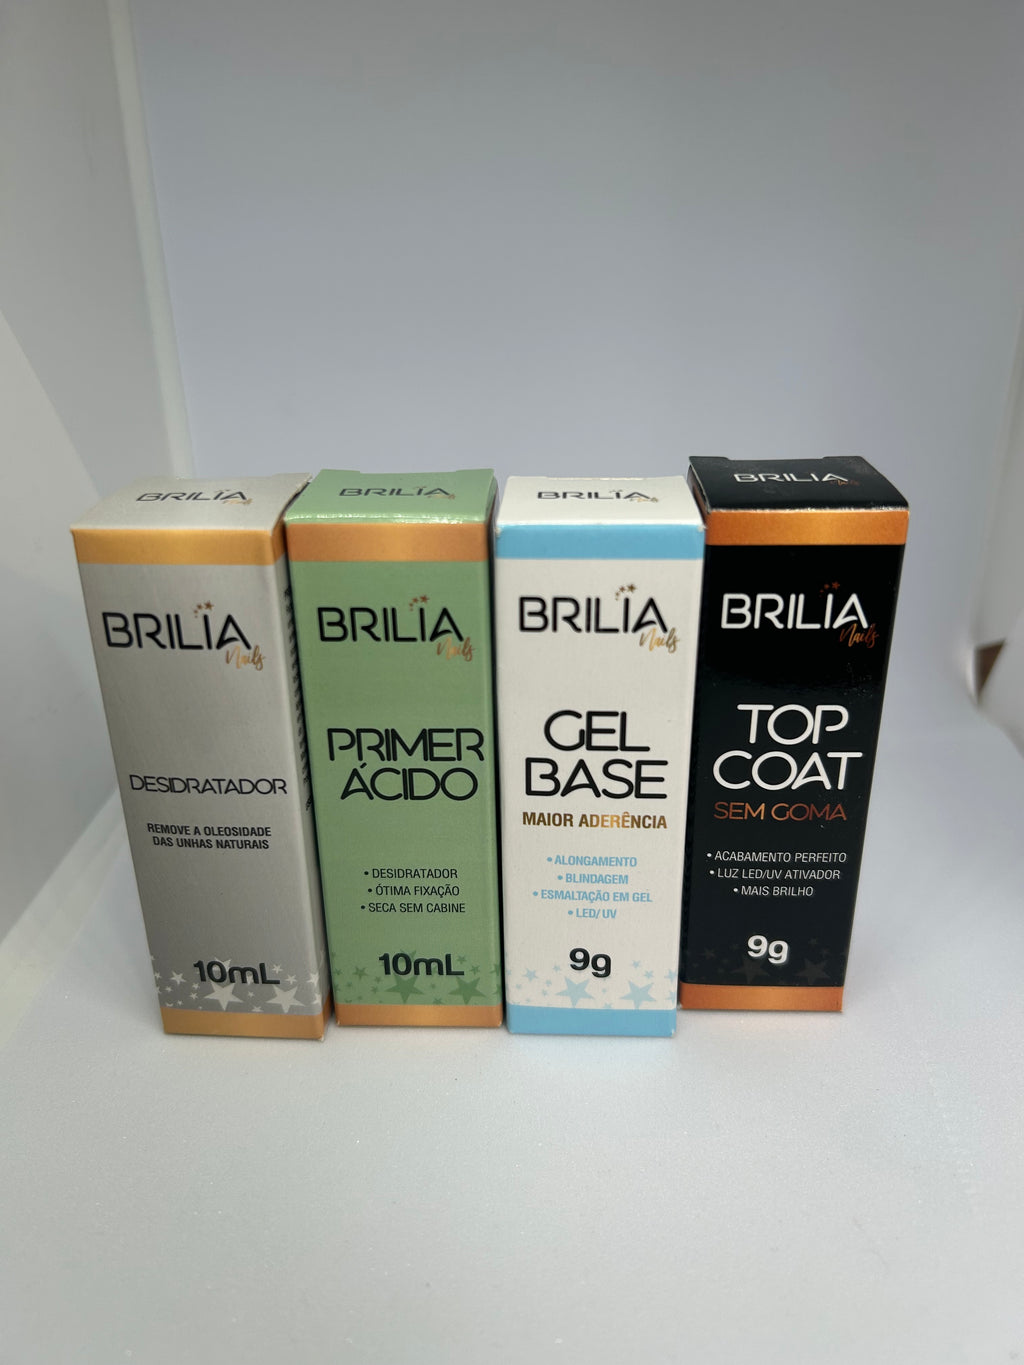 BRILIA Nails
BRILIA Nails
DESIDRATADOR
REMOVE A OLEOSIDADE
DAS UNHAS NATURAIS
10mL
BRILIA Nails
BRILIA Nails
PRIMER
ÁCIDO
• DESIDRATADOR
• ÓTIMA FIXAÇÃO
• SECA SEM CABINE
10mL
BRILIA Nails
BRILIA Nails
GEL
BASE
MAIOR ADERÊNCIA
• ALONGAMENTO
• BLINDAGEM
• ESMALTAÇÃO EM GEL
• LED/ UV
9g
BRILIA Nails
BRILIA Nails
TOP
COAT
SEM GOMA
• ACABAMENTO PERFEITO
• LUZ LED/UV ATIVADOR
• MAIS BRILHO
9g